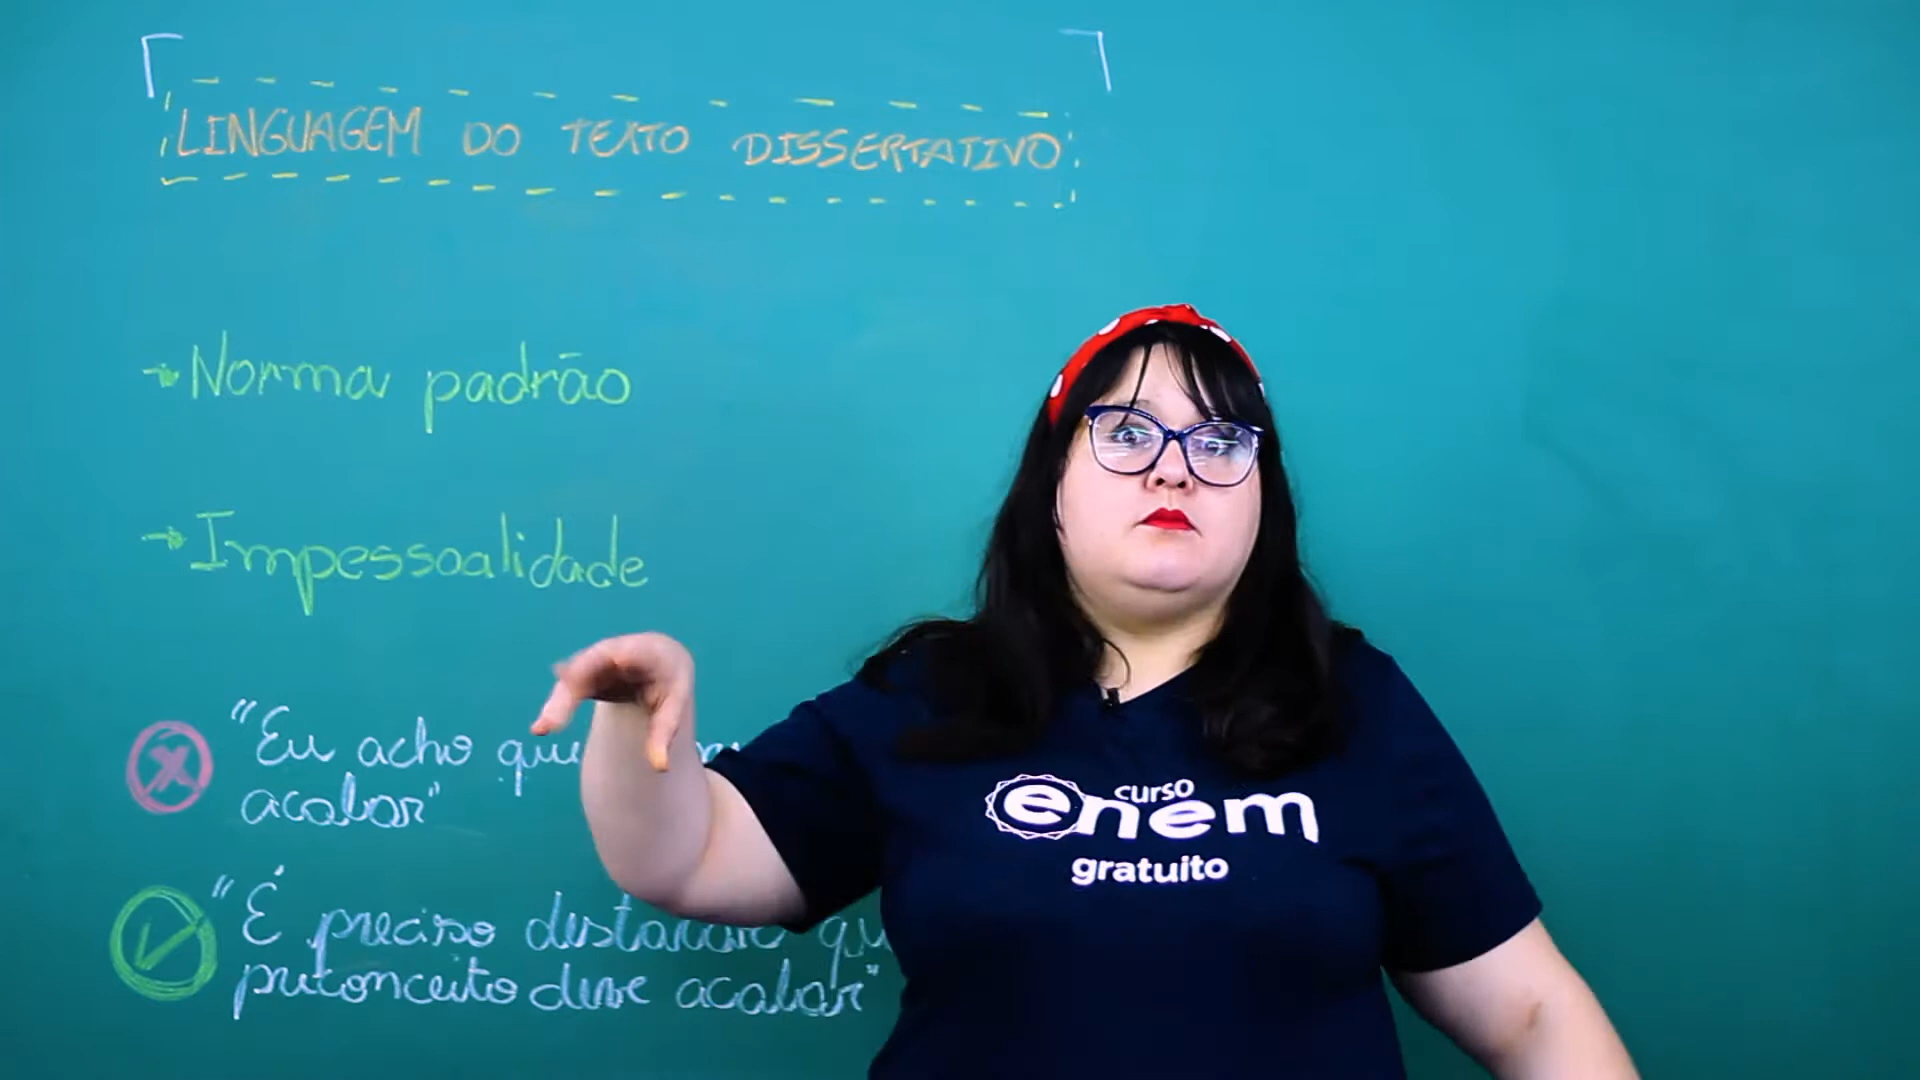 LINGUAGEM DO TEXTO DISSERTATIVO
Norma padrão
Impessoalidade
"Eu acho que
acabar"
"É preciso destacar qu
preconceito deve acabar"
curso
enem
gratuito